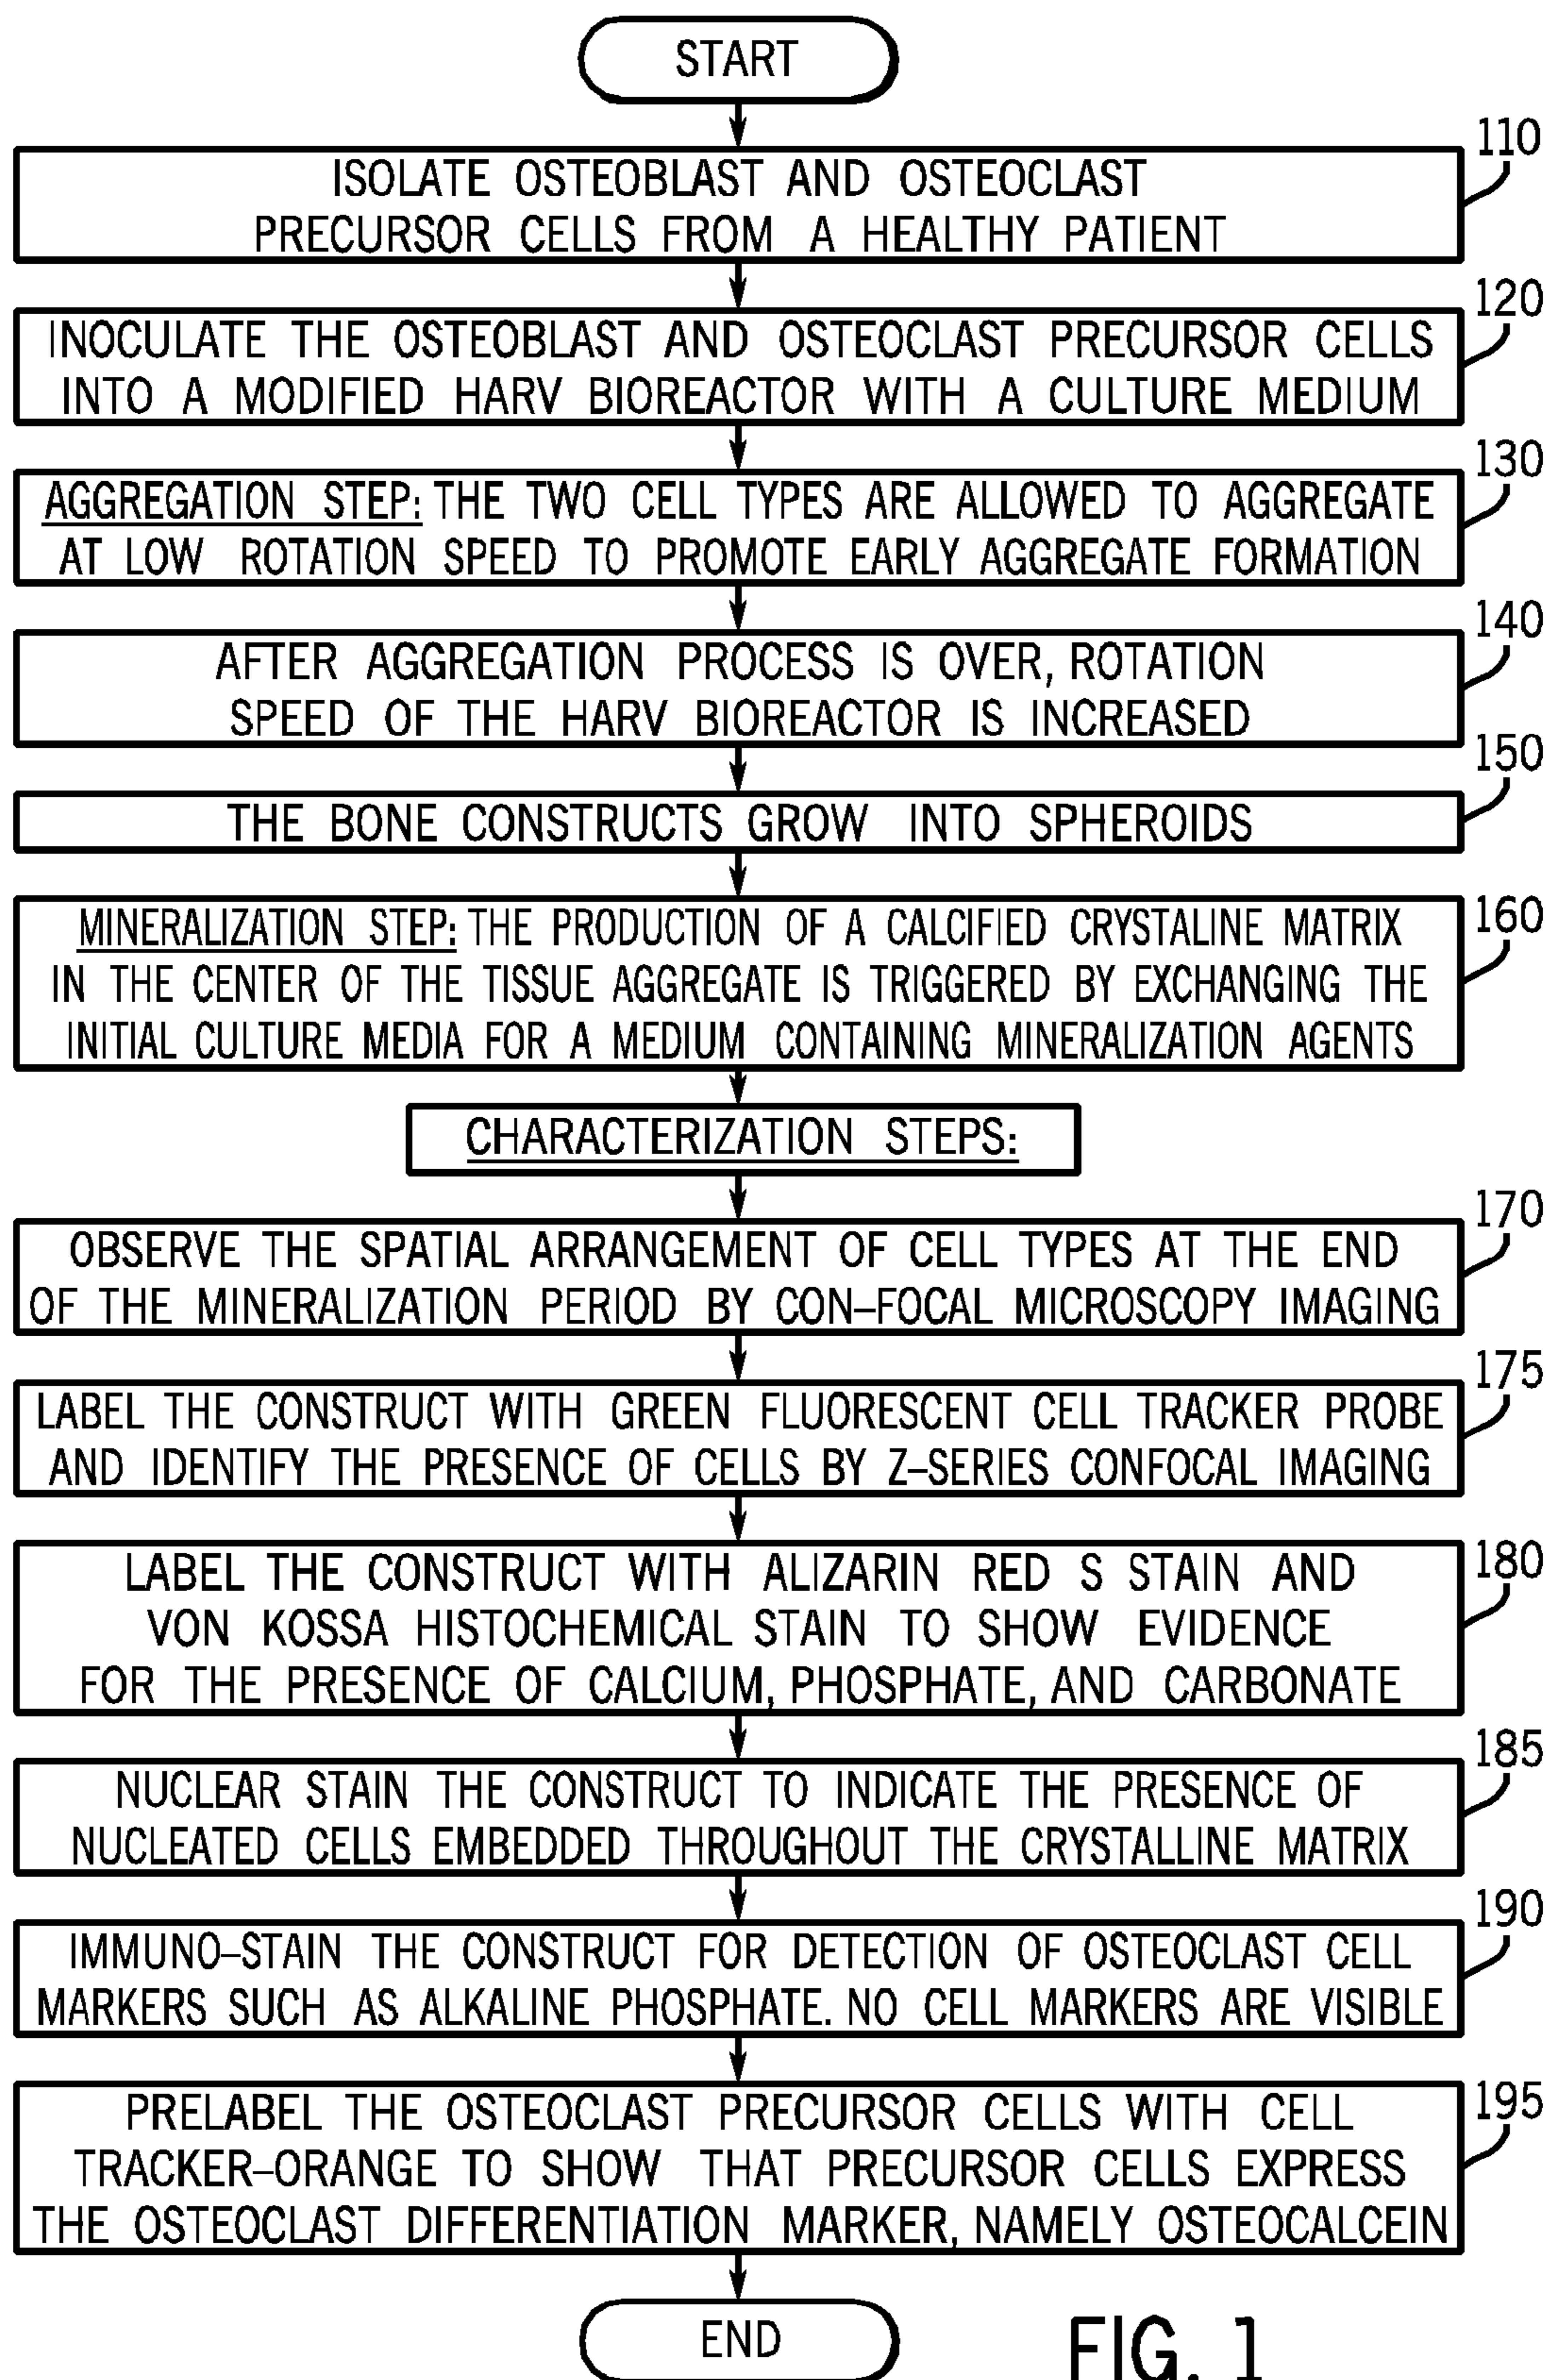 START
110
ISOLATE OSTEOBLAST AND OSTEOCLAST
PRECURSOR CELLS FROM A HEALTHY PATIENT
120
INOCULATE THE OSTEOBLAST AND OSTEOCLAST PRECURSOR CELLS
INTO A MODIFIED HARV BIOREACTOR WITH A CULTURE MEDIUM
130
AGGREGATION STEP: THE TWO CELL TYPES ARE ALLOWED TO AGGREGATE
AT LOW ROTATION SPEED TO PROMOTE EARLY AGGREGATE FORMATION
140
AFTER AGGREGATION PROCESS IS OVER, ROTATION
SPEED OF THE HARV BIOREACTOR IS INCREASED
150
THE BONE CONSTRUCTS GROW INTO SPHEROIDS
160
MINERALIZATION STEP: THE PRODUCTION OF A CALCIFIED CRYSTALINE MATRIX
IN THE CENTER OF THE TISSUE AGGREGATE IS TRIGGERED BY EXCHANGING THE
INITIAL CULTURE MEDIA FOR A MEDIUM CONTAINING MINERALIZATION AGENTS
CHARACTERIZATION STEPS:
170
OBSERVE THE SPATIAL ARRANGEMENT OF CELL TYPES AT THE END
OF THE MINERALIZATION PERIOD BY CON–FOCAL MICROSCOPY IMAGING
175
LABEL THE CONSTRUCT WITH GREEN FLUORESCENT CELL TRACKER PROBE
AND IDENTIFY THE PRESENCE OF CELLS BY Z–SERIES CONFOCAL IMAGING
180
LABEL THE CONSTRUCT WITH ALIZARIN RED S STAIN AND
VON KOSSA HISTOCHEMICAL STAIN TO SHOW EVIDENCE
FOR THE PRESENCE OF CALCIUM, PHOSPHATE, AND CARBONATE
185
NUCLEAR STAIN THE CONSTRUCT TO INDICATE THE PRESENCE OF
NUCLEATED CELLS EMBEDDED THROUGHOUT THE CRYSTALLINE MATRIX
190
IMMUNO–STAIN THE CONSTRUCT FOR DETECTION OF OSTEOCLAST CELL
MARKERS SUCH AS ALKALINE PHOSPHATE. NO CELL MARKERS ARE VISIBLE
195
PRELABEL THE OSTEOCLAST PRECURSOR CELLS WITH CELL
TRACKER–ORANGE TO SHOW THAT PRECURSOR CELLS EXPRESS
THE OSTEOCLAST DIFFERENTIATION MARKER, NAMELY OSTEOCALCEIN
END
FIG. 1